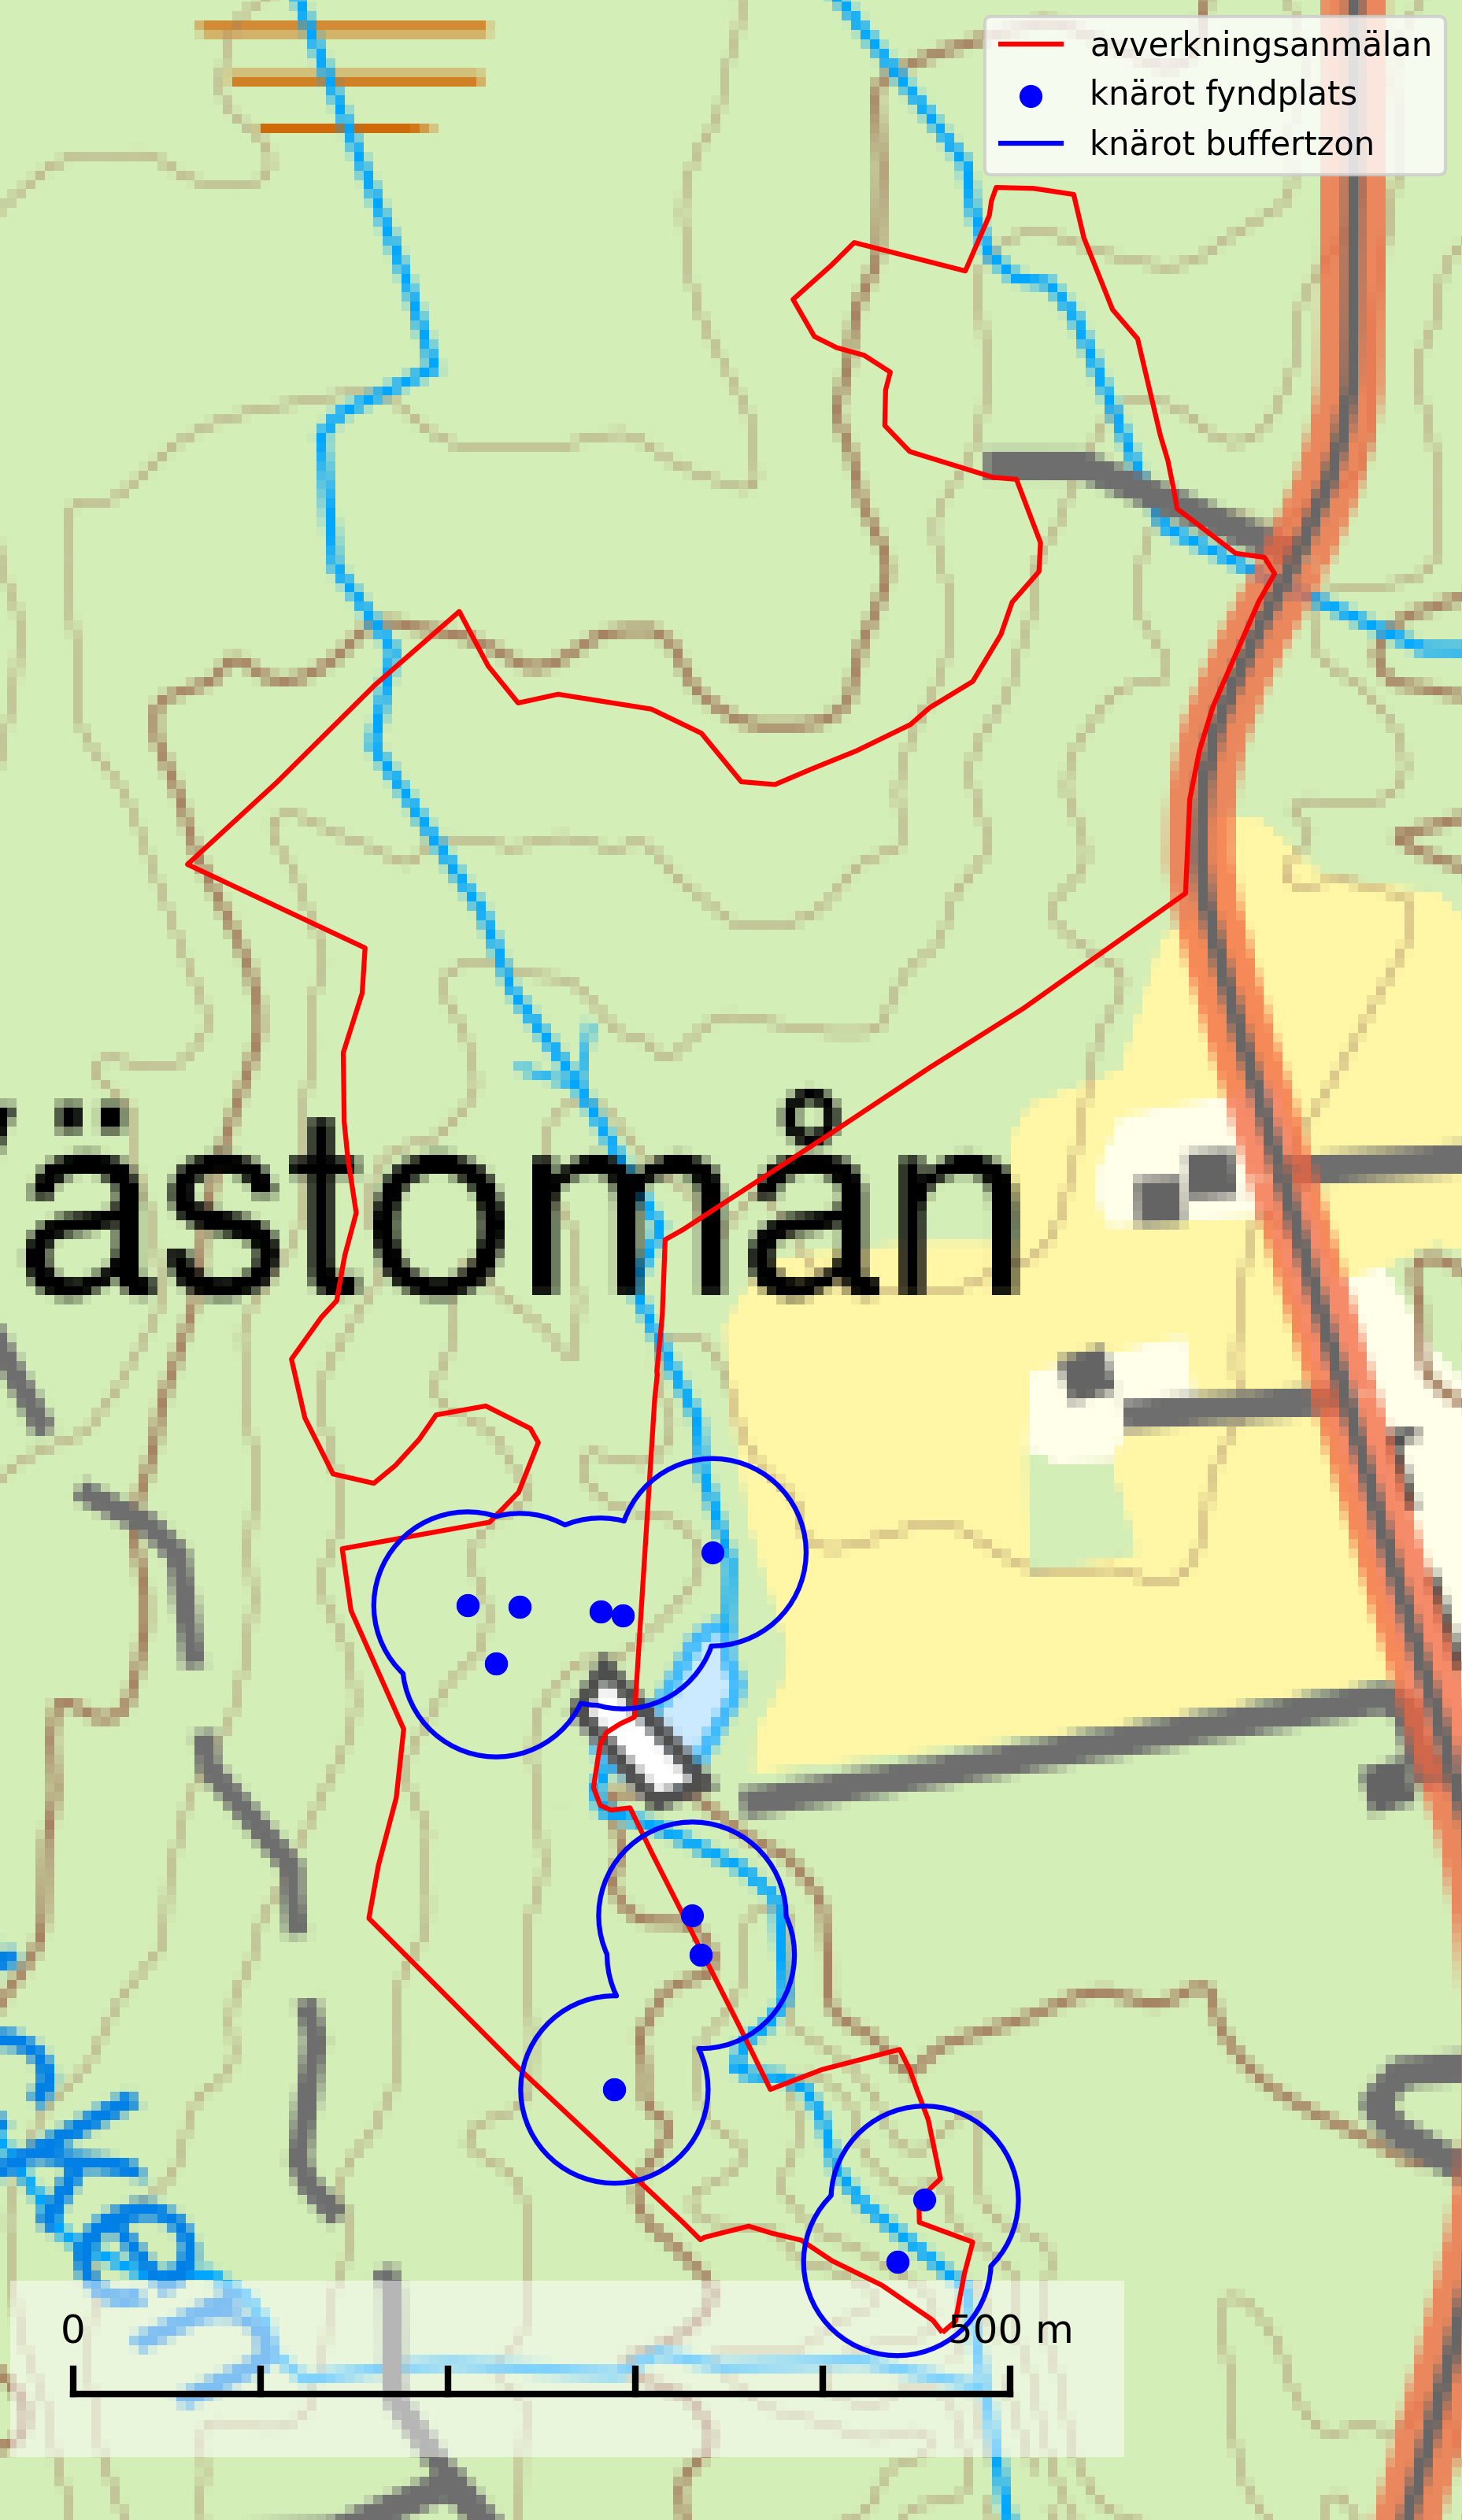 avverkningsanmälan
knärot fyndplats
knärot buffertzon
ästomån
0 500 m